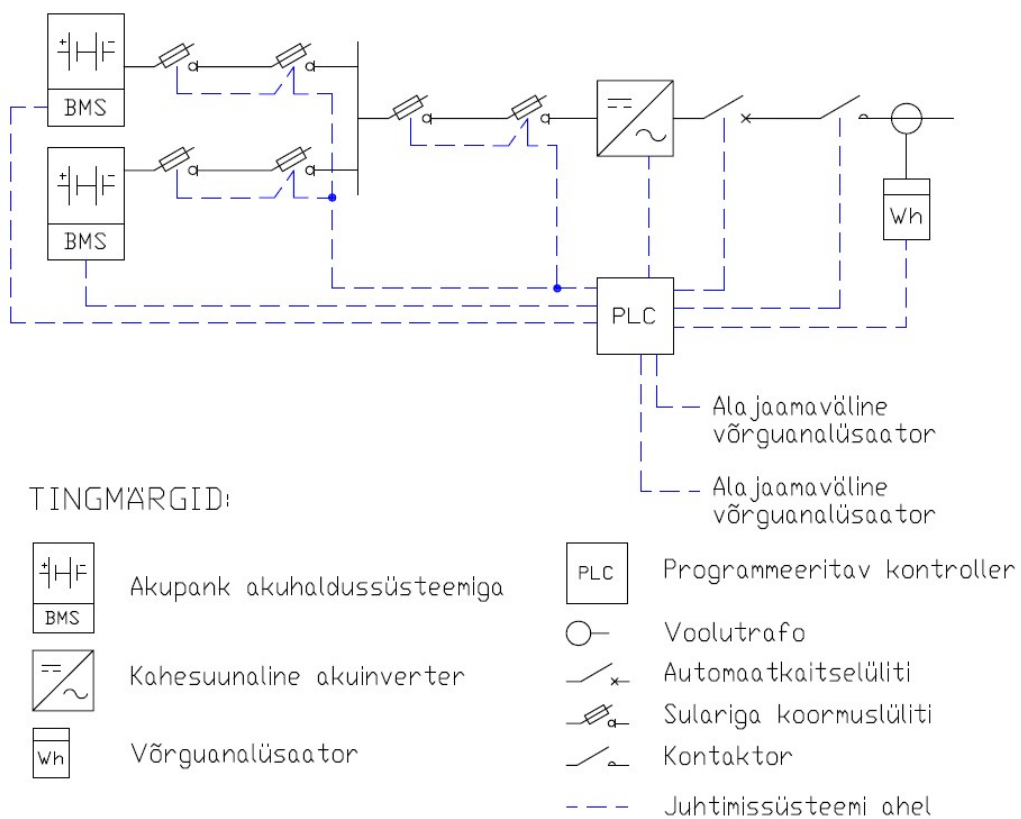 BMS
BMS
Wh
PLC
Alajaamaväline
võrguanalüsaator
Alajaamaväline
võrguanalüsaator
TINGMÄRGID:
BMS
Akupank akuhaldussüsteemiga
Kahesuunaline akuinverter
Wh
Võrguanalüsaator
PLC
Programmeeritav kontroller
Voolutrafo
Automaatkaitselüliti
Sulariga koormuslüliti
Kontaktor
Juhtimissüsteemi ahel